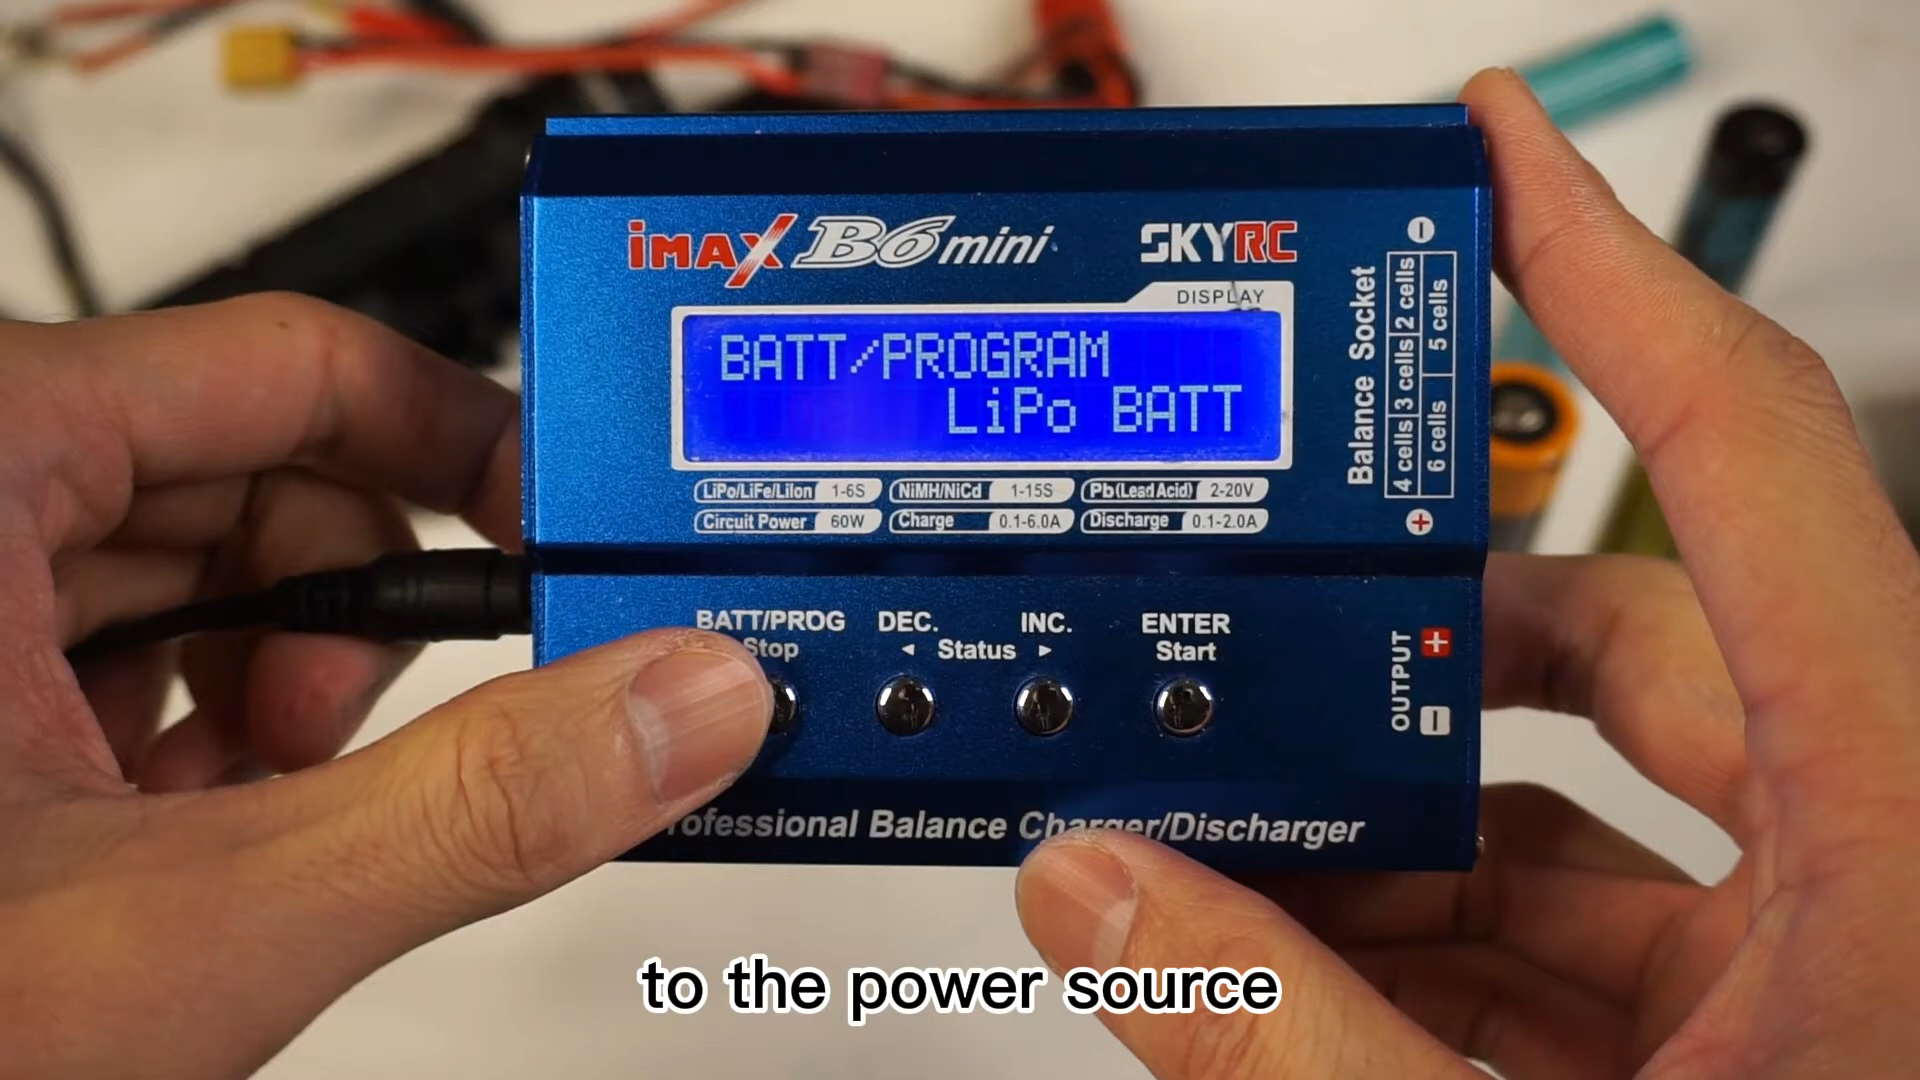 iMAX B6 mini
SKYRC
DISPLAY
BATT/PROGRAM
LiPo BATT
LiPo/LiFe/LiIon 1-6S
NiMH/NiCd 1-15S
Pb(Lead Acid) 2-20V
Circuit Power 60W
Charge 0.1-6.0A
Discharge 0.1-2.0A
Balance Socket
4 cells 3 cells 2 cells
6 cells 5 cells
BATT/PROG
Stop
DEC.
INC.
◄ Status ►
ENTER
Start
OUTPUT
+
-
rofessional Balance Charger/Discharger
to the power source